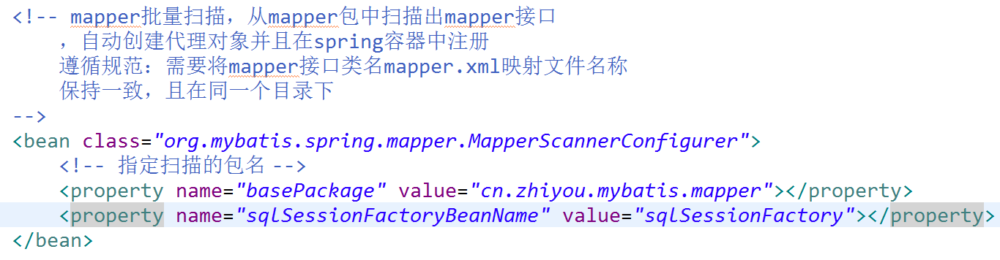 <!-- mapper批量扫描，从mapper包中扫描出mapper接口
，自动创建代理对象并且在spring容器中注册
遵循规范：需要将mapper接口类名mapper.xml映射文件名称
保持一致，且在同一个目录下
-->
<bean class="org.mybatis.spring.mapper.MapperScannerConfigurer">
<!-- 指定扫描的包名 -->
<property name="basePackage" value="cn.zhiyou.mybatis.mapper"></property>
<property name="sqlSessionFactoryBeanName" value="sqlSessionFactory"></property>
</bean>